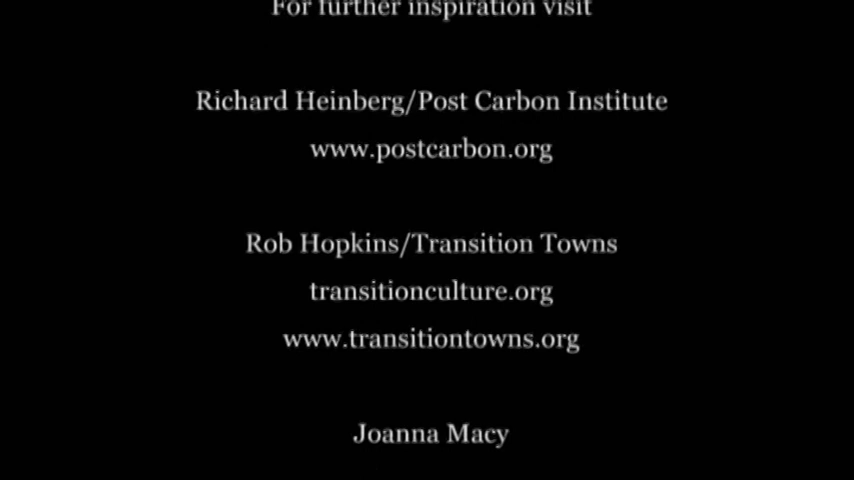 For further inspiration visit
Richard Heinberg/Post Carbon Institute
www.postcarbon.org
Rob Hopkins/Transition Towns
transitionculture.org
www.transitiontowns.org
Joanna Macy